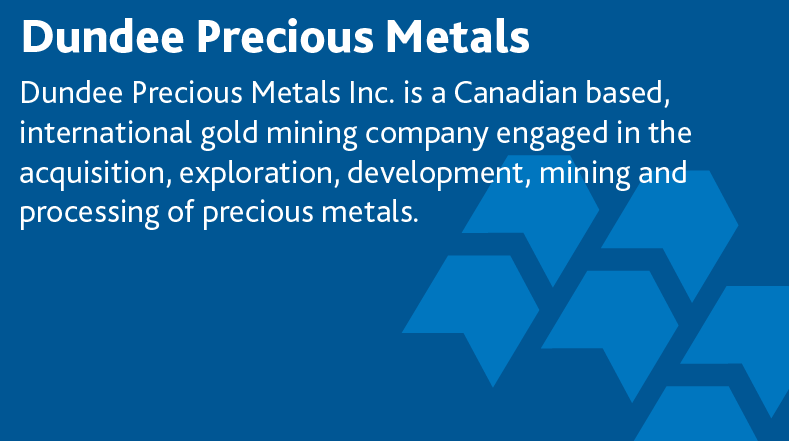 Dundee Precious Metals
Dundee Precious Metals Inc. is a Canadian based,
international gold mining company engaged in the
acquisition, exploration, development, mining and
processing of precious metals.